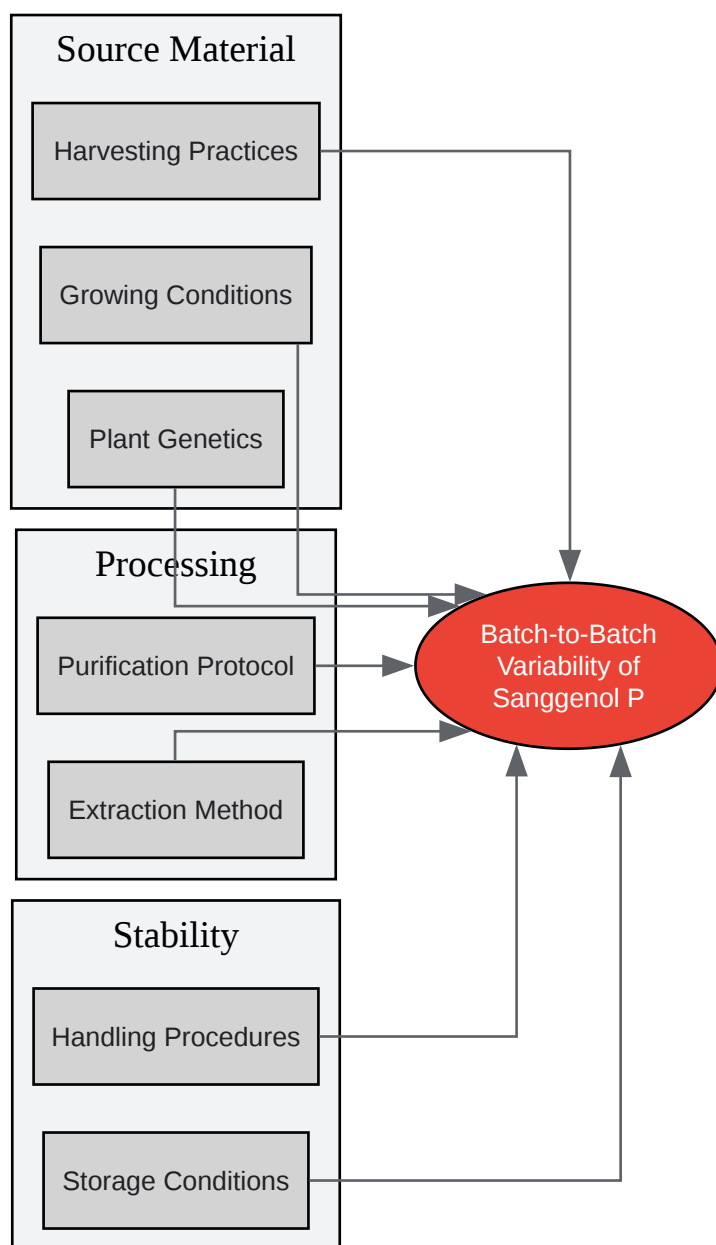 Source Material
Harvesting Practices
Growing Conditions
Plant Genetics
Processing
Purification Protocol
Extraction Method
Batch-to-Batch
Variability of
Sanggenol P
Stability
Handling Procedures
Storage Conditions